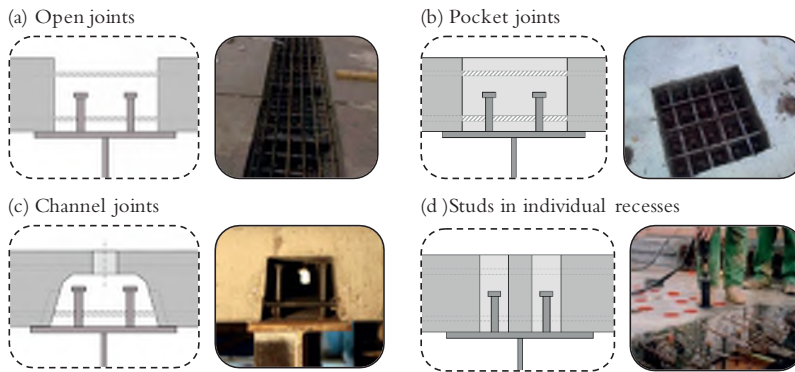 (a) Open joints
(b) Pocket joints
(c) Channel joints
(d )Studs in individual recesses